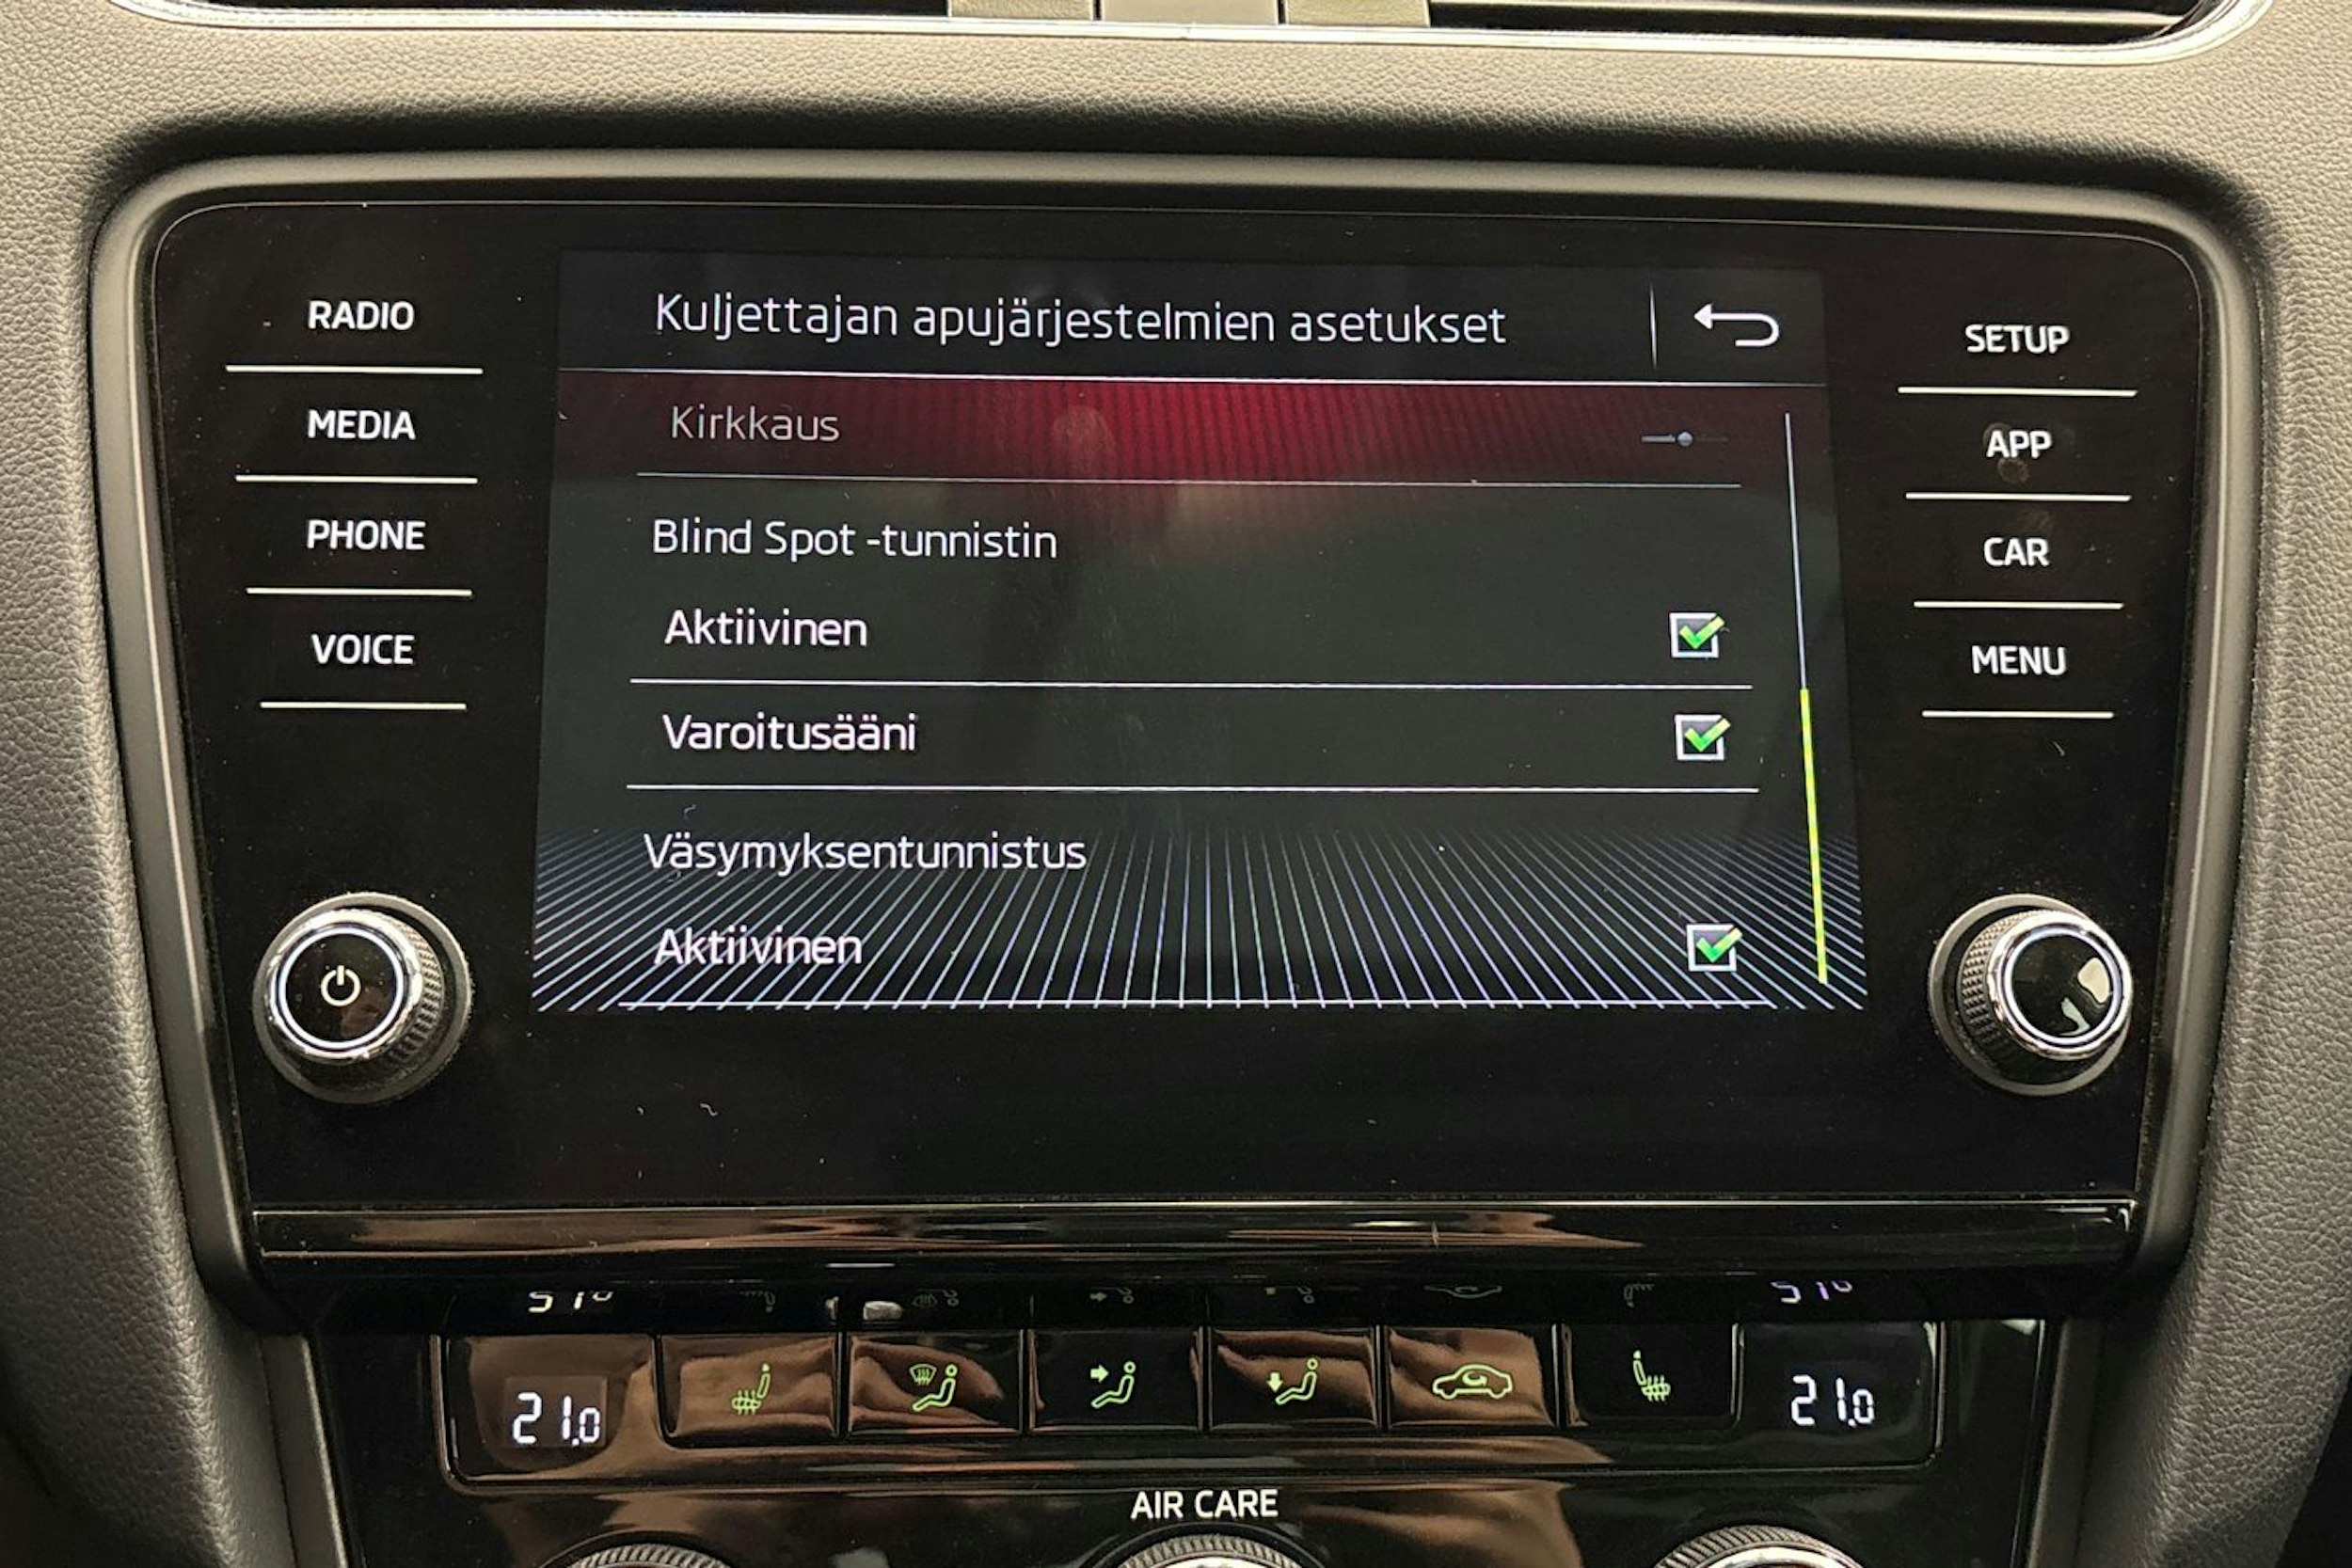 RADIO
MEDIA
PHONE
VOICE
Kuljettajan apujärjestelmien asetukset
Kirkkaus
Blind Spot -tunnistin
Aktiivinen
Varoitusääni
Väsymyksentunnistus
Aktiivinen
SETUP
APP
CAR
MENU
21.0
21.0
AIR CARE